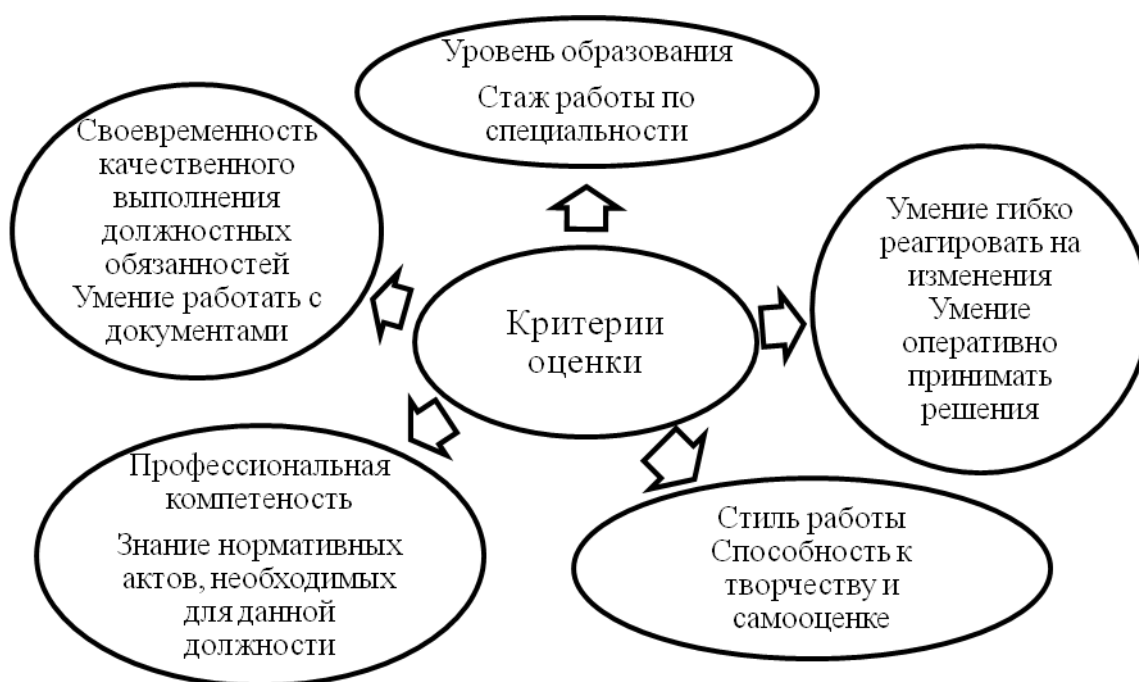 Уровень образования
Стаж работы по
специальности
Своевременность
качественного
выполнения
должностных
обязанностей
Умение работать с
документами
Умение гибко
реагировать на
изменения
Умение
оперативно
принимать
решения
Критерии
оценки
Профессиональная
компетеность
Знание нормативных
актов, необходимых
для данной
должности
Стиль работы
Способность к
творчеству и
самооценке